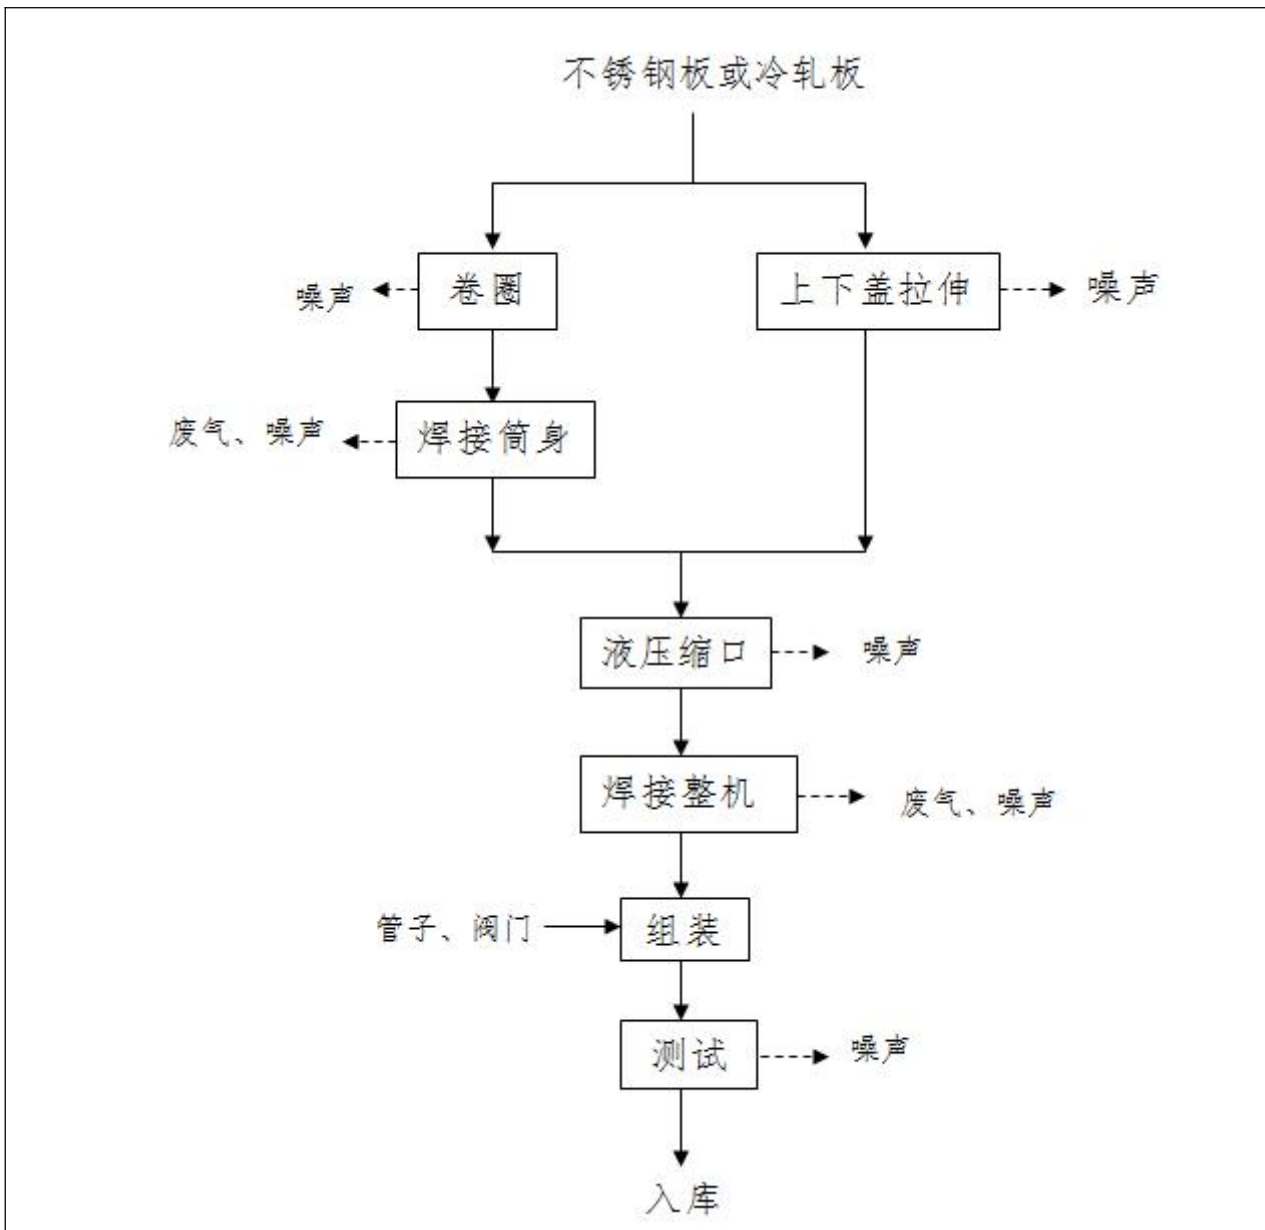 不锈钢板或冷轧板
噪声
卷圈
上下盖拉伸
噪声
废气、噪声
焊接筒身
液压缩口
噪声
焊接整机
废气、噪声
管子、阀门
组装
测试
噪声
入库